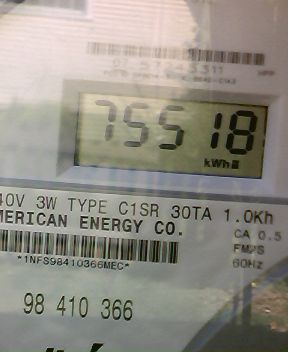 75518
kWh
40V 3W TYPE C1SR 30TA 1.0Kh
MERICAN ENERGY CO.
CA 0.5
FM2S
60Hz
*1NFS98410366MEC*
98 410 366